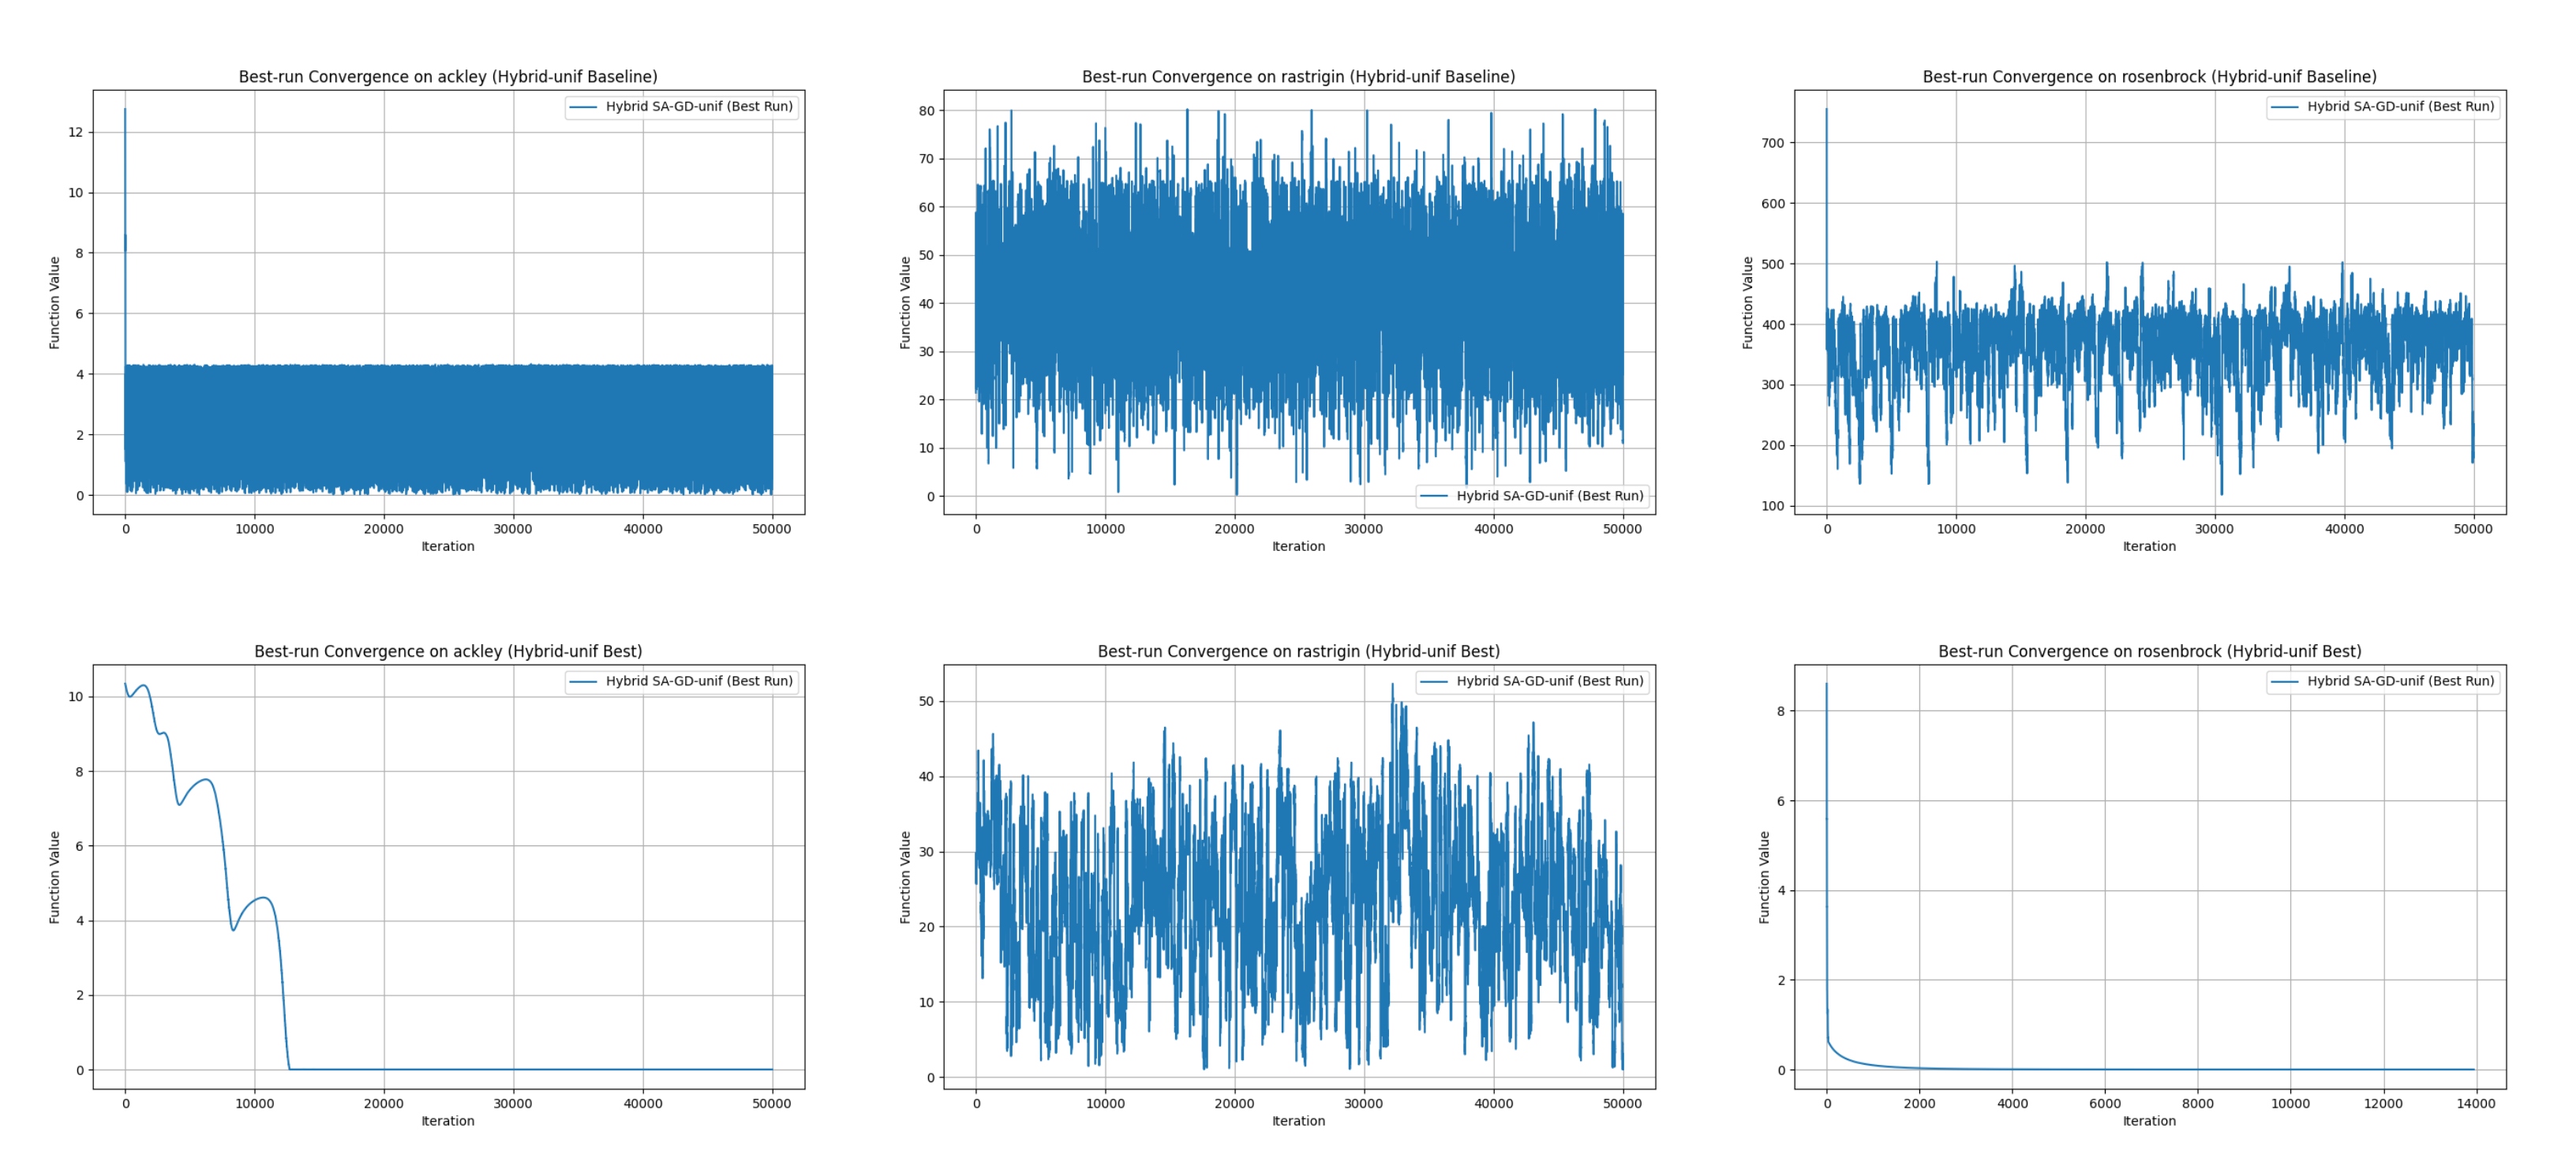 Best-run Convergence on ackley (Hybrid-unif Baseline)
Hybrid SA-GD-unif (Best Run)
Function Value
12
10
8
6
4
2
0
0 10000 20000 30000 40000 50000
Iteration
Best-run Convergence on rastrigin (Hybrid-unif Baseline)
Function Value
80
70
60
50
40
30
20
10
0
Hybrid SA-GD-unif (Best Run)
0 10000 20000 30000 40000 50000
Iteration
Best-run Convergence on rosenbrock (Hybrid-unif Baseline)
Hybrid SA-GD-unif (Best Run)
Function Value
700
600
500
400
300
200
100
0 10000 20000 30000 40000 50000
Iteration
Best-run Convergence on ackley (Hybrid-unif Best)
Hybrid SA-GD-unif (Best Run)
Function Value
10
8
6
4
2
0
0 10000 20000 30000 40000 50000
Iteration
Best-run Convergence on rastrigin (Hybrid-unif Best)
Hybrid SA-GD-unif (Best Run)
Function Value
50
40
30
20
10
0
0 10000 20000 30000 40000 50000
Iteration
Best-run Convergence on rosenbrock (Hybrid-unif Best)
Hybrid SA-GD-unif (Best Run)
Function Value
8
6
4
2
0
0 2000 4000 6000 8000 10000 12000 14000
Iteration